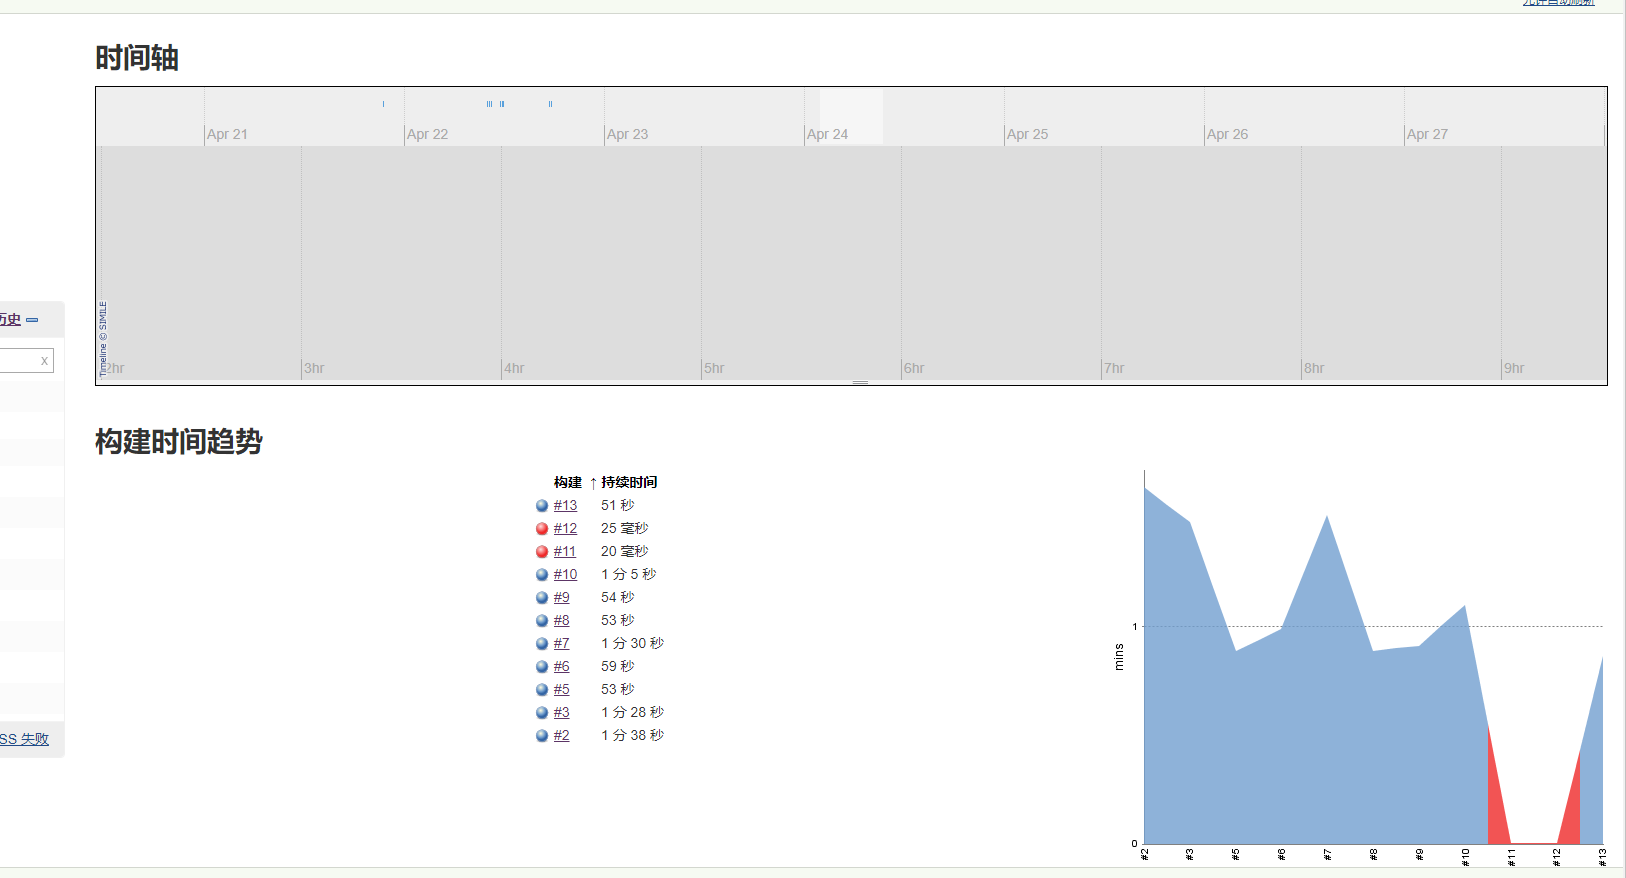 时间轴
Apr 21 Apr 22 Apr 23 Apr 24 Apr 25 Apr 26 Apr 27
历史
X
Timeline © SIMILE
2hr 3hr 4hr 5hr 6hr 7hr 8hr 9hr
构建时间趋势
构建 ↑ 持续时间
#13 51 秒
#12 25 毫秒
#11 20 毫秒
#10 1 分 5 秒
#9 54 秒
#8 53 秒
#7 1 分 30 秒
#6 59 秒
#5 53 秒
#3 1 分 28 秒
#2 1 分 38 秒
SS 失败
mins
1
0
#2 #3 #5 #6 #7 #8 #9 #10 #11 #12 #13